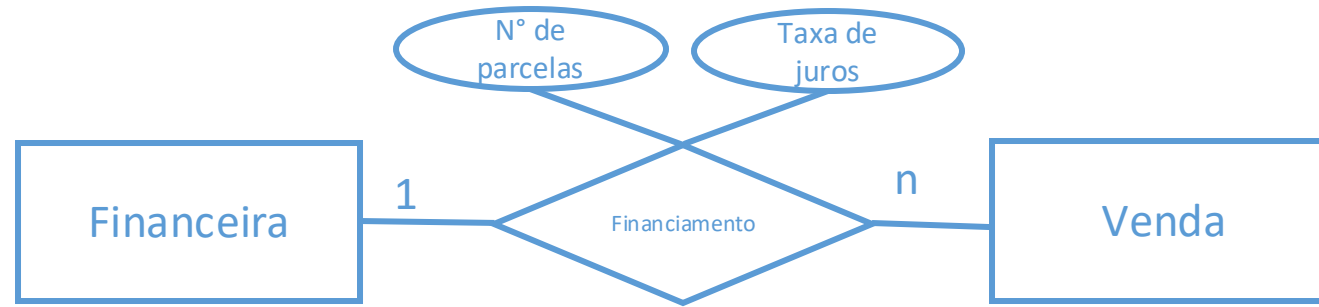 N° de
parcelas
Taxa de
juros
Financeira
1
Financiamento
n
Venda